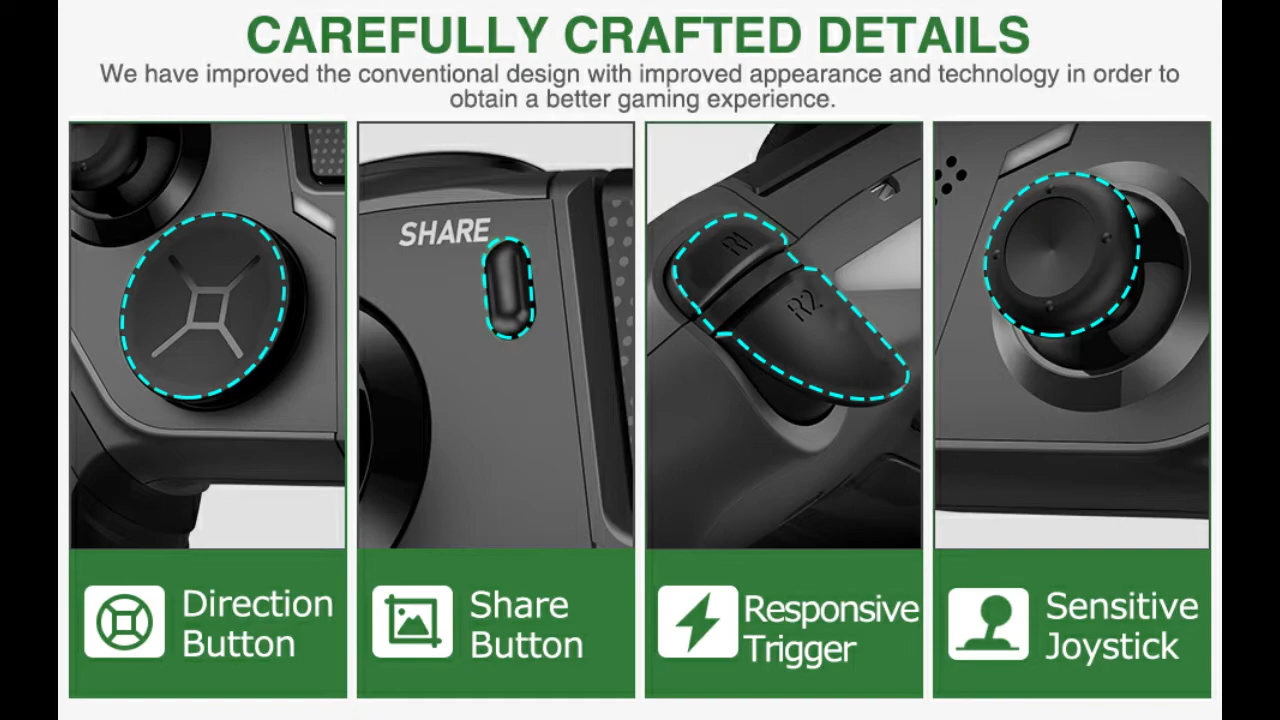 CAREFULLY CRAFTED DETAILS
We have improved the conventional design with improved appearance and technology in order to
obtain a better gaming experience.
SHARE
R1
R2
Direction
Button
Share
Button
Responsive
Trigger
Sensitive
Joystick